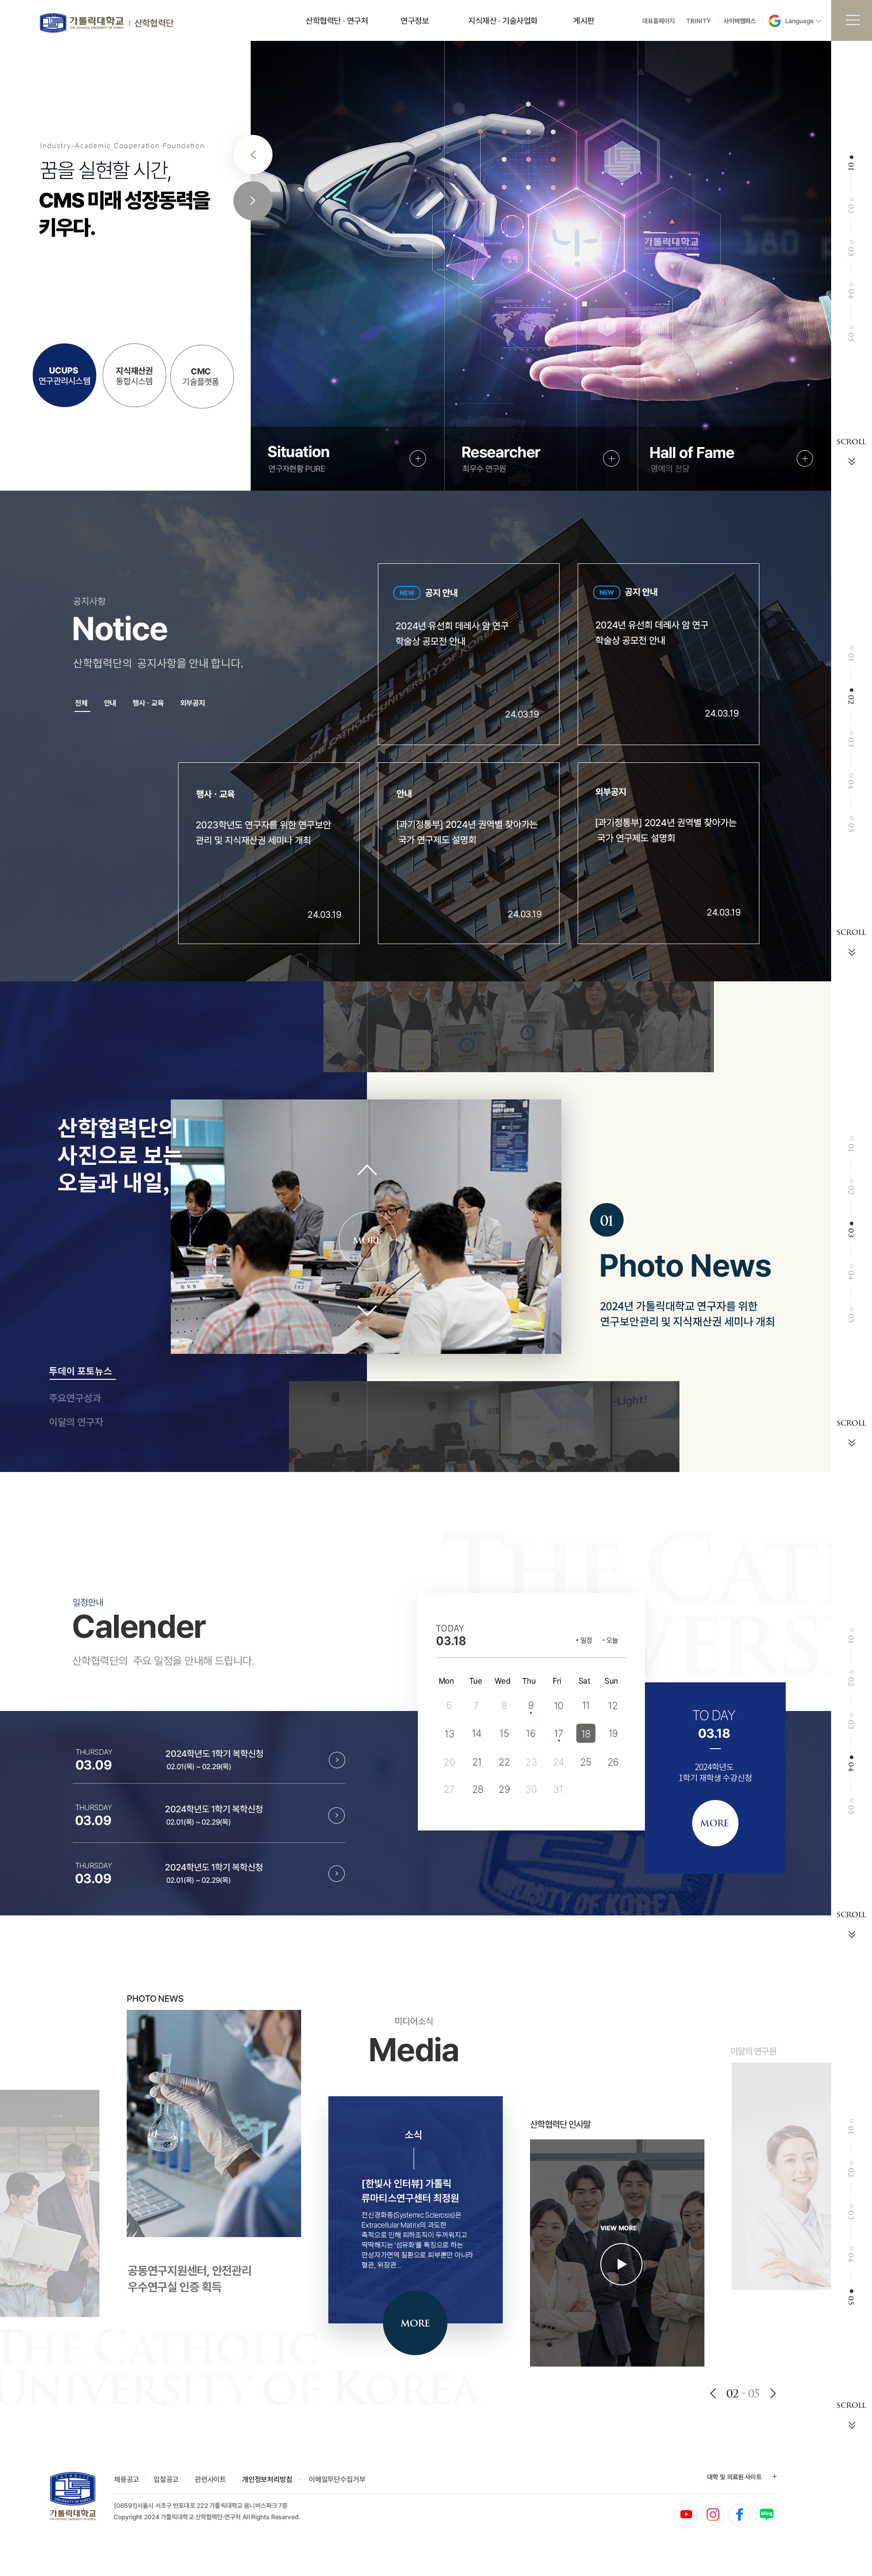 가톨릭대학교
THE CATHOLIC UNIVERSITY OF KOREA
산학협력단
산학협력단 · 연구처
연구정보
지식재산 · 기술사업화
게시판
대표홈페이지
TRINITY
사이버캠퍼스
Language
Industry-Academic Cooperation Foundation
꿈을 실현할 시간,
CMS 미래 성장동력을
키우다.
가톨릭대학교
UCUPS
연구관리시스템
지식재산권
통합시스템
CMC
기술플랫폼
Situation
연구자현황 PURE
Researcher
최우수 연구원
Hall of Fame
명예의 전당
01
02
03
04
05
SCROLL
공지사항
Notice
산학협력단의 공지사항을 안내 합니다.
전체
안내
행사 · 교육
외부공지
NEW 공지 안내
2024년 유선희 데레사 암 연구
학술상 공모전 안내
24.03.19
NEW 공지 안내
2024년 유선희 데레사 암 연구
학술상 공모전 안내
24.03.19
행사 · 교육
2023학년도 연구자를 위한 연구보안
관리 및 지식재산권 세미나 개최
24.03.19
안내
[과기정통부] 2024년 권역별 찾아가는
국가 연구제도 설명회
24.03.19
외부공지
[과기정통부] 2024년 권역별 찾아가는
국가 연구제도 설명회
24.03.19
01
02
03
04
05
SCROLL
산학협력단의
사진으로 보는
오늘과 내일,
MORE
01
Photo News
2024년 가톨릭대학교 연구자를 위한
연구보안관리 및 지식재산권 세미나 개최
투데이 포토뉴스
주요연구성과
이달의 연구자
-Light!
01
02
03
04
05
SCROLL
THE CATH
VERSI
일정안내
Calender
산학협력단의 주요 일정을 안내해 드립니다.
TODAY
03.18
• 일정 • 오늘
Mon Tue Wed Thu Fri Sat Sun
6 7 8 9 10 11 12
13 14 15 16 17 18 19
20 21 22 23 24 25 26
27 28 29 30 31
TO DAY
03.18
2024학년도
1학기 재학생 수강신청
MORE
THURSDAY
03.09
2024학년도 1학기 복학신청
02.01(목) ~ 02.29(목)
THURSDAY
03.09
2024학년도 1학기 복학신청
02.01(목) ~ 02.29(목)
THURSDAY
03.09
2024학년도 1학기 복학신청
02.01(목) ~ 02.29(목)
01
02
03
04
05
SCROLL
PHOTO NEWS
공동연구지원센터, 안전관리
우수연구실 인증 획득
미디어소식
Media
소식
[한빛사 인터뷰] 가톨릭
류마티스연구센터 최정원
전신경화증(Systemic Sclerosis)은
Extracellular Matrix의 과도한
축적으로 인해 피하조직이 두꺼워지고
딱딱해지는 '섬유화'를 특징으로 하는
만성자가면역 질환으로 피부뿐만 아니라
혈관, 위장관...
MORE
산학협력단 인사말
VIEW MORE
이달의 연구원
THE CATHOLIC
UNIVERSITY OF KOREA
02 - 05
01
02
03
04
05
SCROLL
가톨릭대학교
THE CATHOLIC UNIVERSITY OF KOREA
채용공고
입찰공고
관련사이트
개인정보처리방침
이메일무단수집거부
대학 및 의료원 사이트 +
[06591]서울시 서초구 반포대로 222 가톨릭대학교 옴니버스파크 7층
Copyright 2024 가톨릭대학교 산학협력단·연구처 All Rights Reserved.
blog